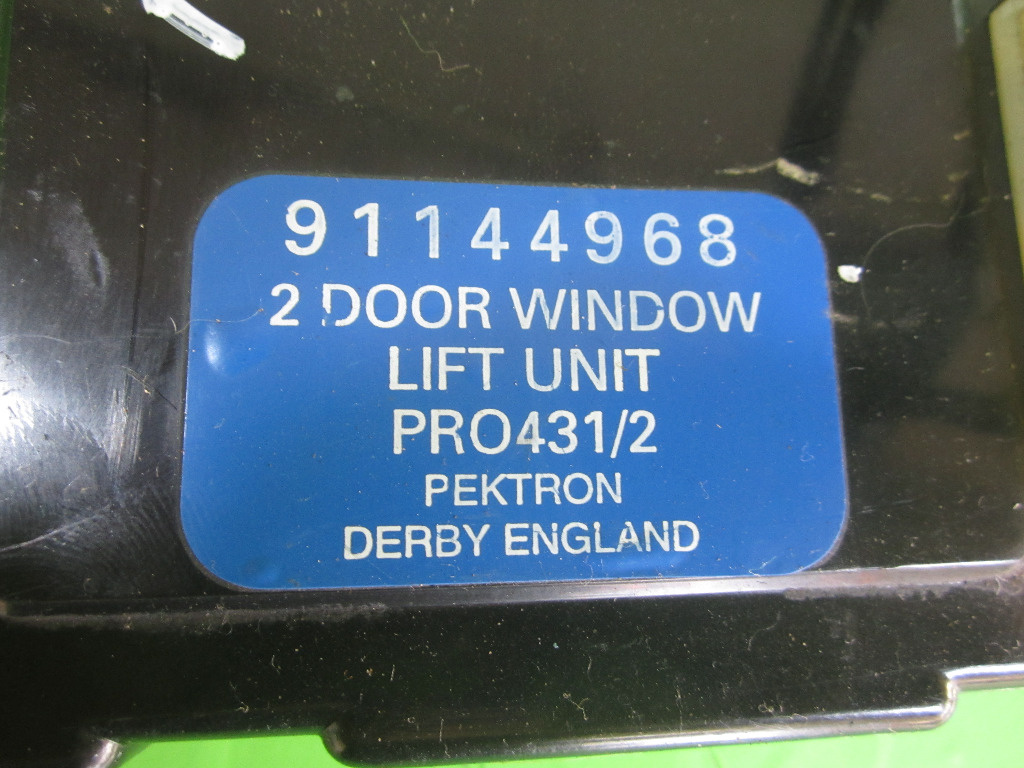 91144968
2 DOOR WINDOW
LIFT UNIT
PRO431/2
PEKTRON
DERBY ENGLAND